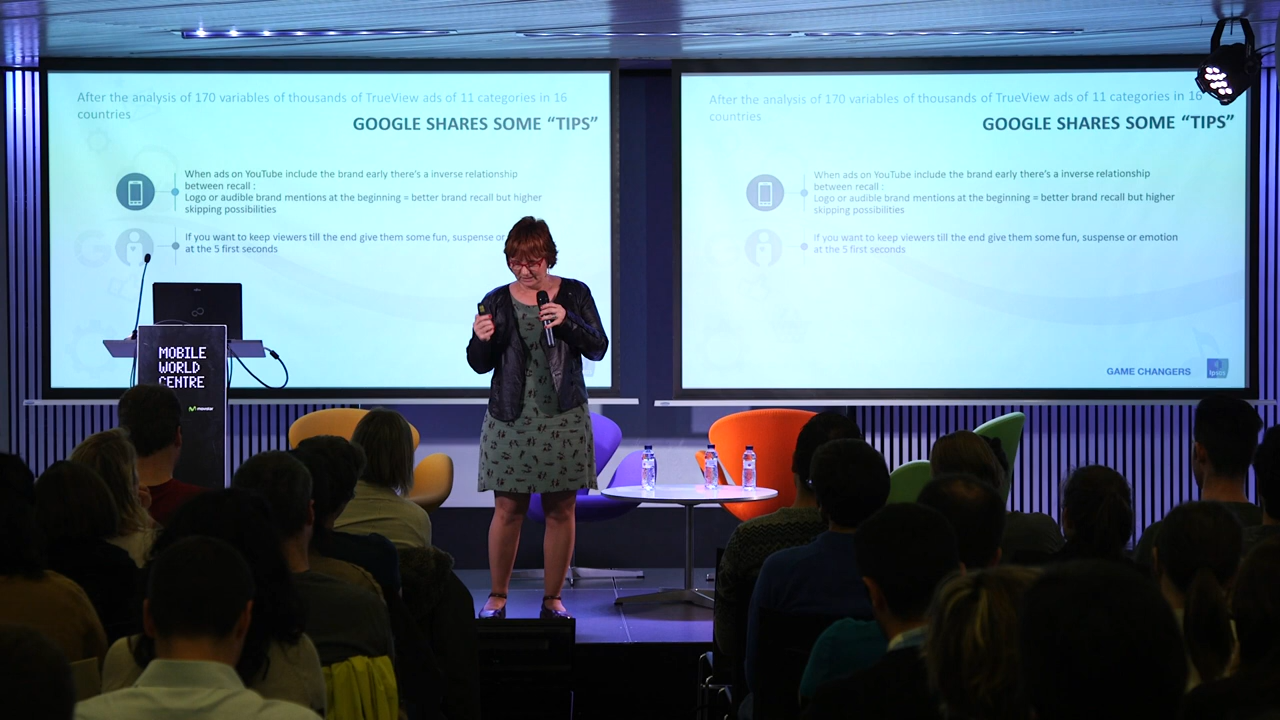 After the analysis of 170 variables of thousands of TrueView ads of 11 categories in 16
countries
GOOGLE SHARES SOME “TIPS”
When ads on YouTube include the brand early there's a inverse relationship
between recall :
Logo or audible brand mentions at the beginning = better brand recall but higher
skipping possibilities
If you want to keep viewers till the end give them some fun, suspense or
at the 5 first seconds
After the analysis of 170 variables of thousands of TrueView ads of 11 categories in 16
countries
GOOGLE SHARES SOME “TIPS”
When ads on YouTube include the brand early there's a inverse relationship
between recall :
Logo or audible brand mentions at the beginning = better brand recall but higher
skipping possibilities
If you want to keep viewers till the end give them some fun, suspense or emotion
at the 5 first seconds
GAME CHANGERS
Ipsos
MOBILE
WORLD
CENTRE
movistar